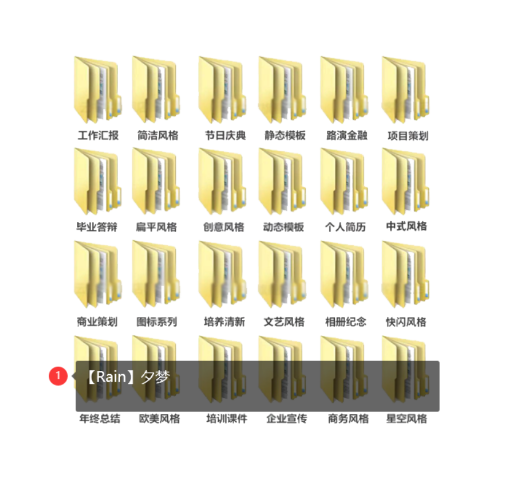 工作汇报 简洁风格 节日庆典 静态模板 路演金融 项目策划
毕业答辩 扁平风格 创意风格 动态模板 个人简历 中式风格
商业策划 图标系列 培养清新 文艺风格 相册纪念 快闪风格
1 【Rain】夕梦
年终总结 欧美风格 培训课件 企业宣传 商务风格 星空风格